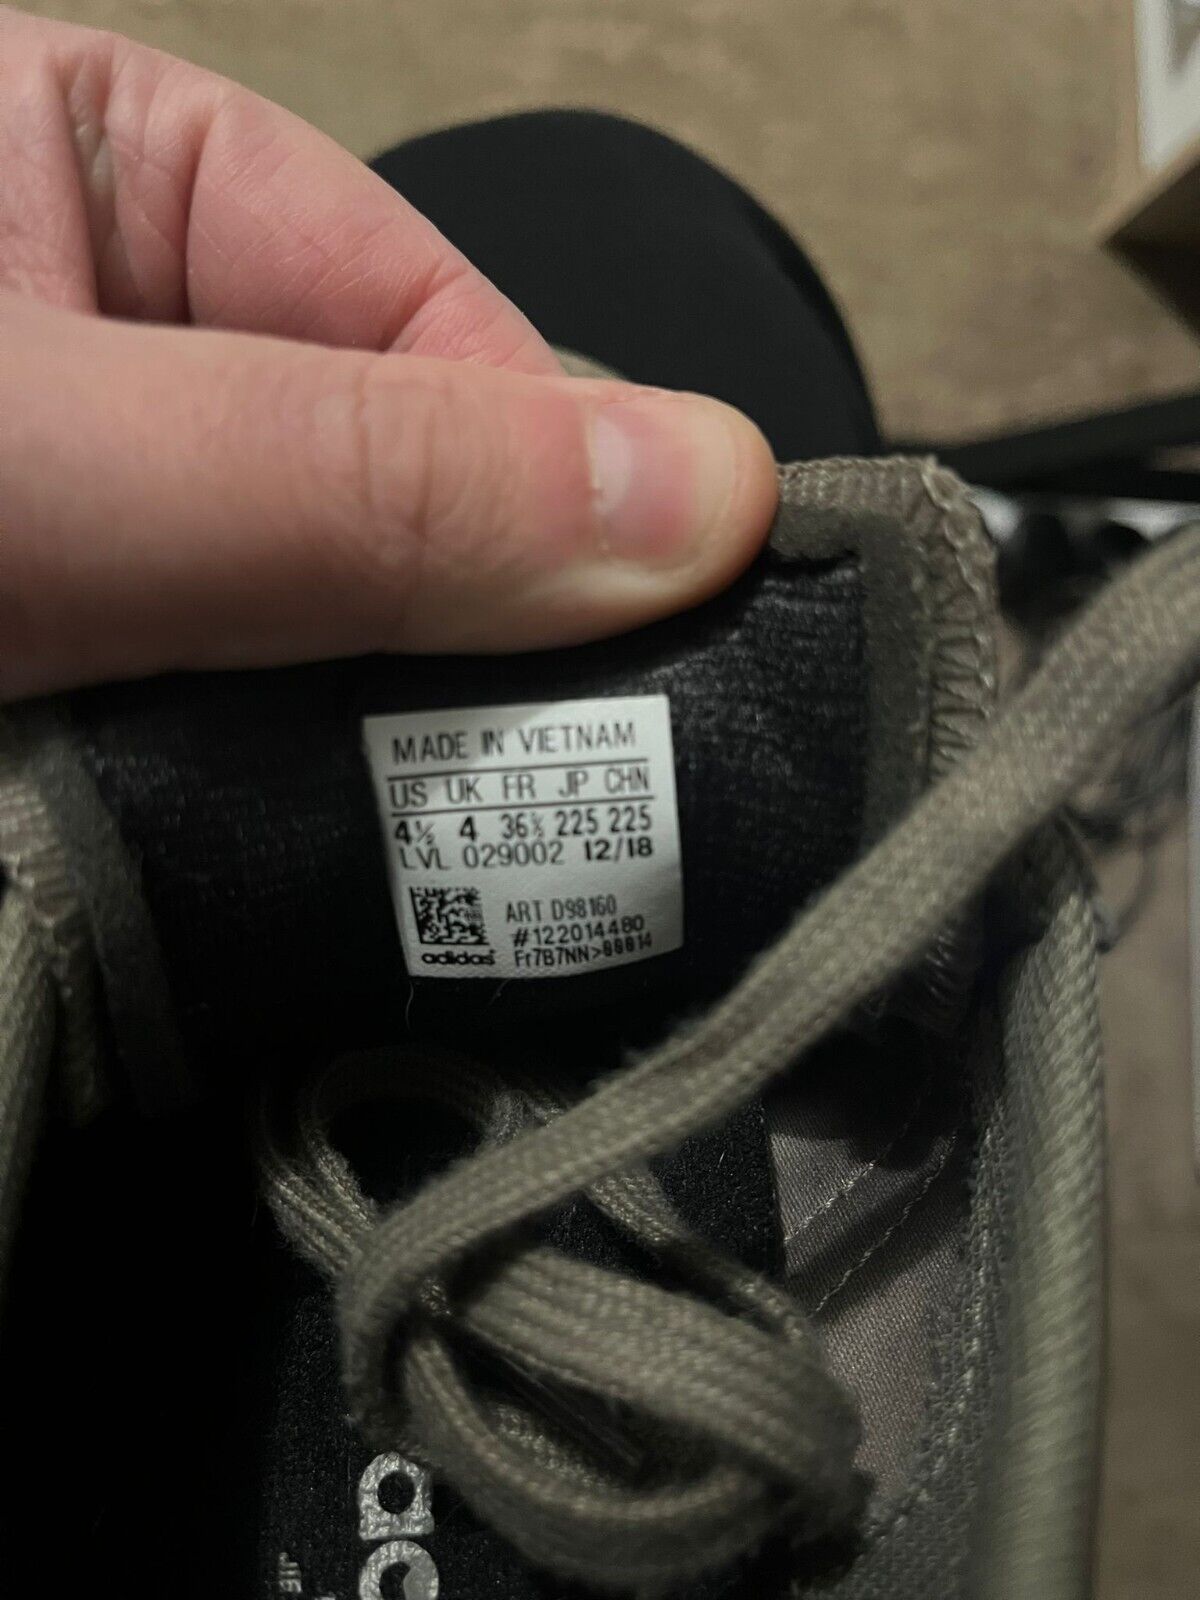 MADE IN VIETNAM
US UK FR JP CHN
4½ 4 36⅔ 225 225
LVL 029002 12/18
ART D98160
#122014480
adidas Fr7B7NN>00014